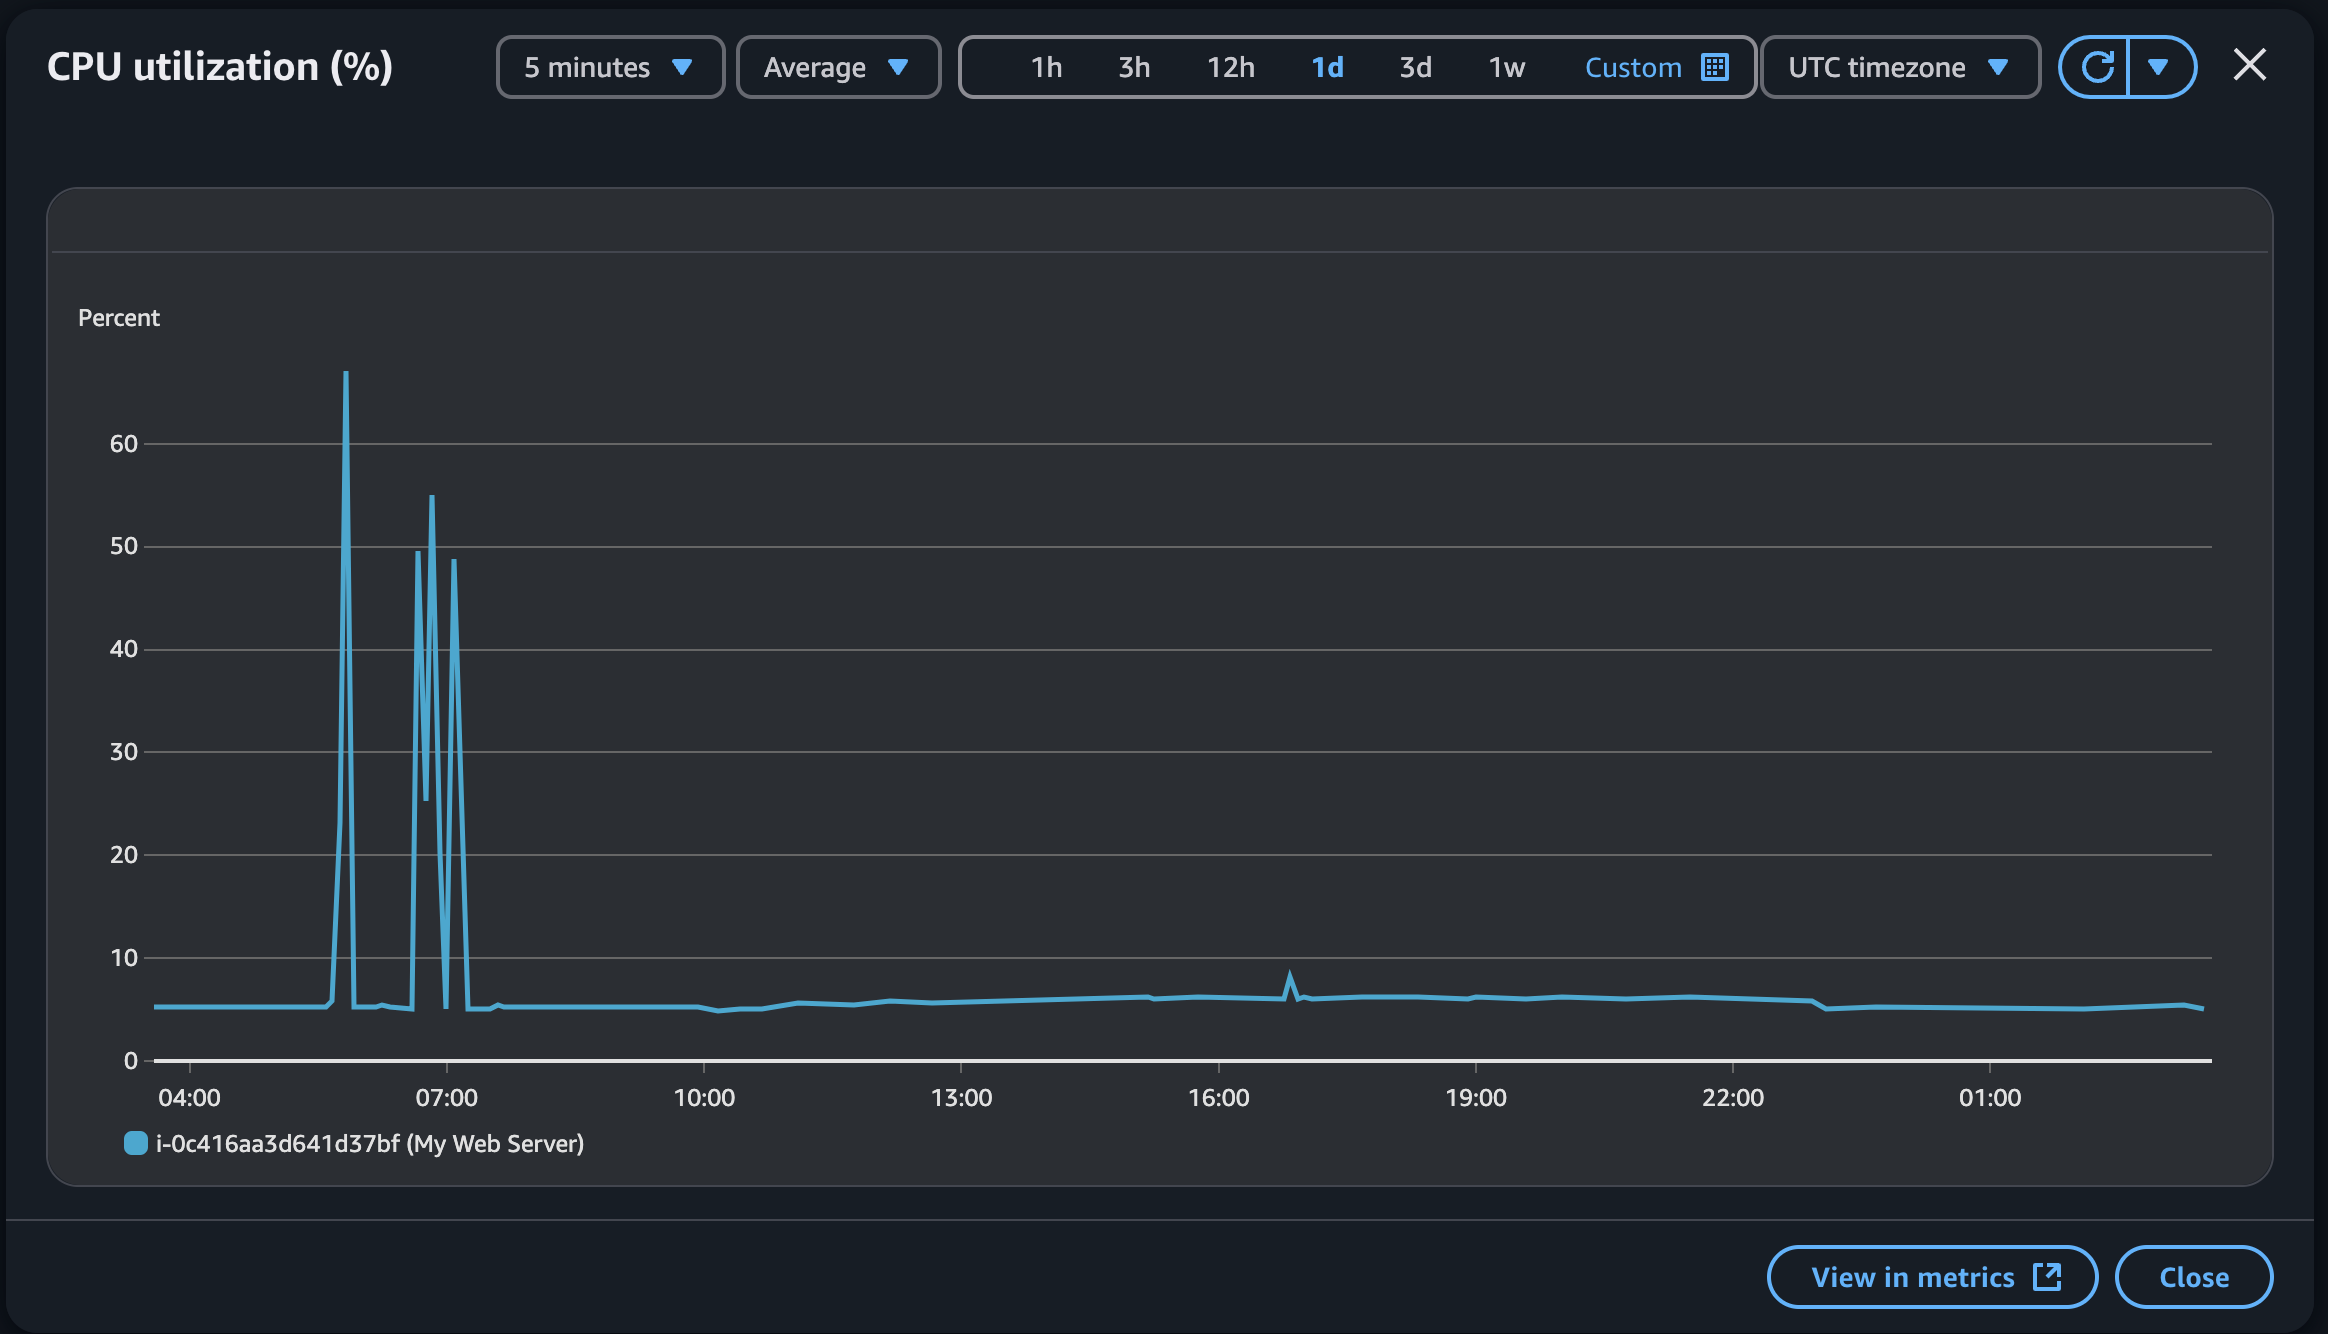 CPU utilization (%)
5 minutes
Average
1h 3h 12h 1d 3d 1w Custom
UTC timezone
Percent
60
50
40
30
20
10
0
04:00 07:00 10:00 13:00 16:00 19:00 22:00 01:00
i-0c416aa3d641d37bf (My Web Server)
View in metrics
Close